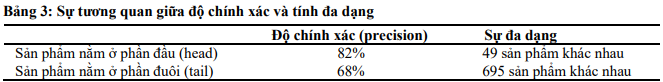 Bảng 3: Sự tương quan giữa độ chính xác và tính đa dạng
Độ chính xác (precision) Sự đa dạng
Sản phẩm nằm ở phần đầu (head) 82% 49 sản phẩm khác nhau
Sản phẩm nằm ở phần đuôi (tail) 68% 695 sản phẩm khác nhau